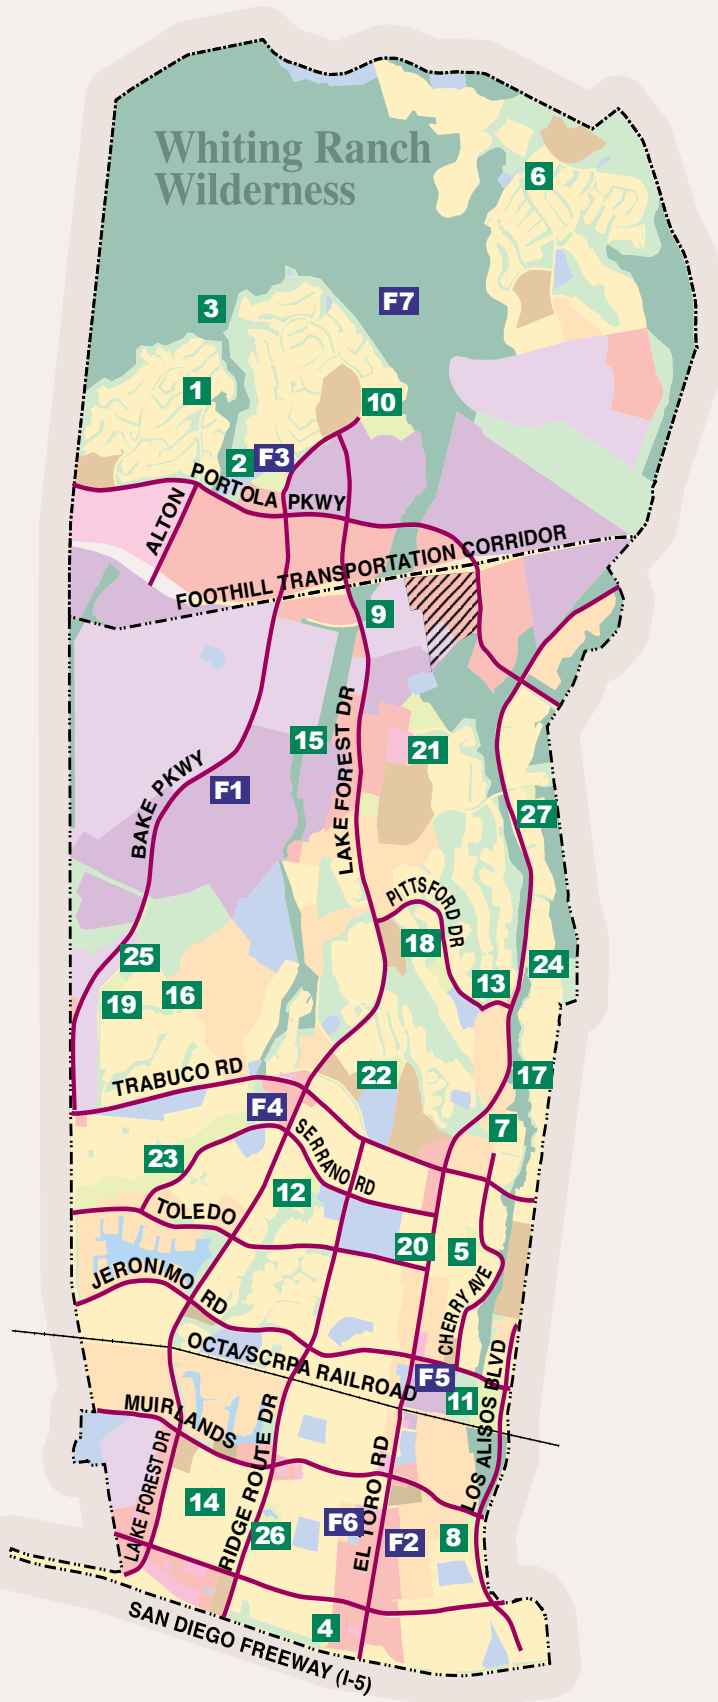 Whiting Ranch
Wilderness
6
F7
3
1
10
2
F3
PORTOLA PKWY
ALTON
FOOTHILL TRANSPORTATION CORRIDOR
9
LAKE FOREST DR
15
21
BAKE PKWY
F1
27
PITTSFORD DR
18
25
24
13
16
19
22
17
TRABUCO RD
F4
7
SERRANO RD
23
12
TOLEDO
20
5
JERONIMO RD
CHERRY AVE
OCTA/SCRPA RAILROAD
F5
11
LOS ALISOS BLVD
MUIRLANDS
LAKE FOREST DR
RIDGE ROUTE DR
EL TORO RD
14
F6
26
F2
8
4
SAN DIEGO FREEWAY (I-5)